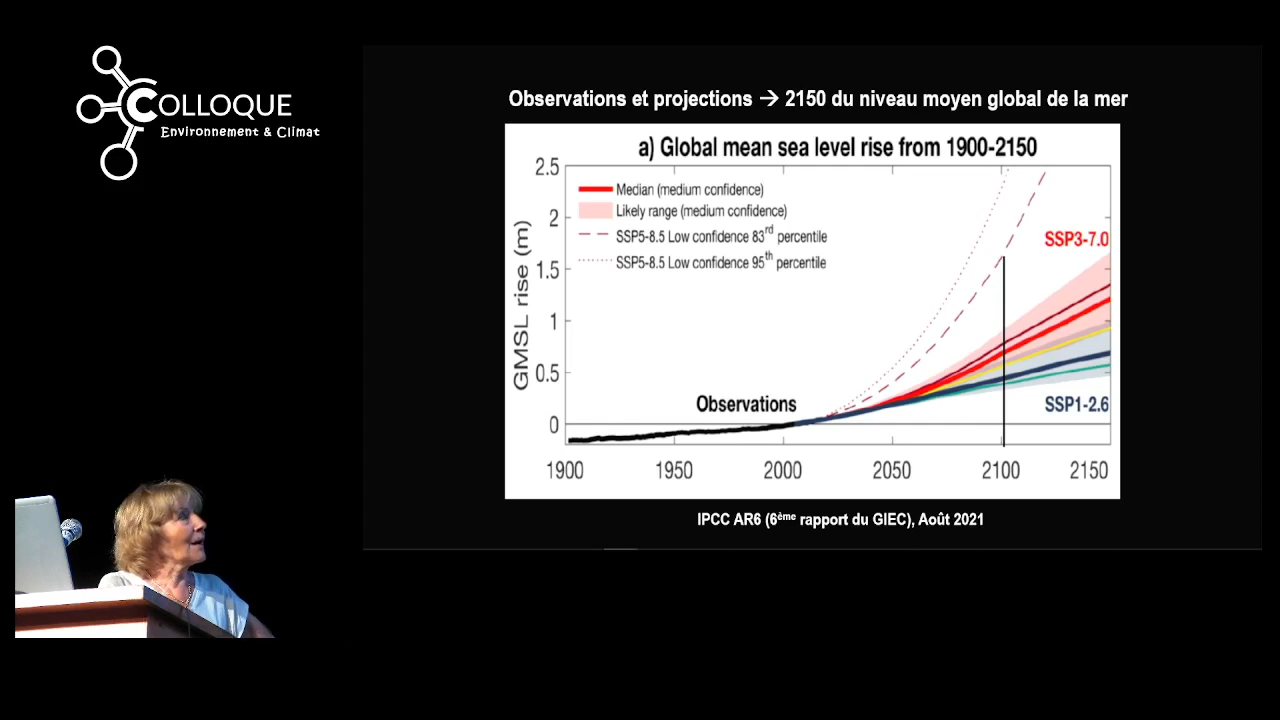 COLLOQUE
Environnement & Climat
Observations et projections → 2150 du niveau moyen global de la mer
a) Global mean sea level rise from 1900-2150
GMSL rise (m)
2.5
2
1.5
1
0.5
0
Median (medium confidence)
Likely range (medium confidence)
SSP5-8.5 Low confidence 83rd percentile
SSP5-8.5 Low confidence 95th percentile
SSP3-7.0
Observations
SSP1-2.6
1900 1950 2000 2050 2100 2150
IPCC AR6 (6ème rapport du GIEC), Août 2021